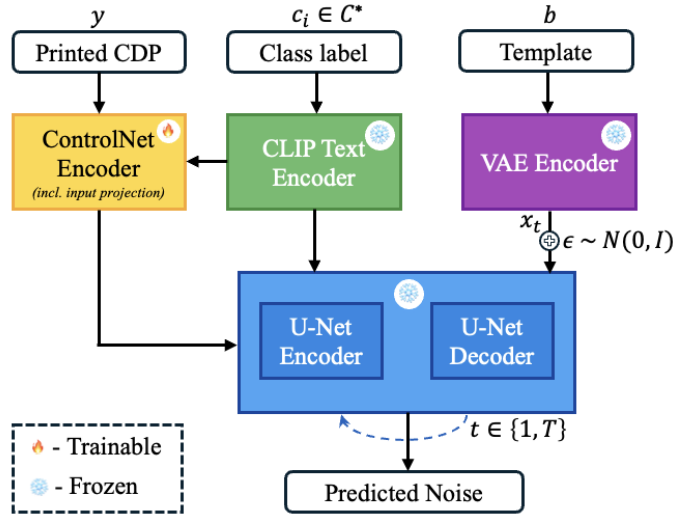 y
c_i ∈ C*
b
Printed CDP
Class label
Template
ControlNet
Encoder
(incl. input projection)
CLIP Text
Encoder
VAE Encoder
x_t
ϵ ~ N(0, I)
U-Net
Encoder
U-Net
Decoder
t ∈ {1, T}
- Trainable
- Frozen
Predicted Noise